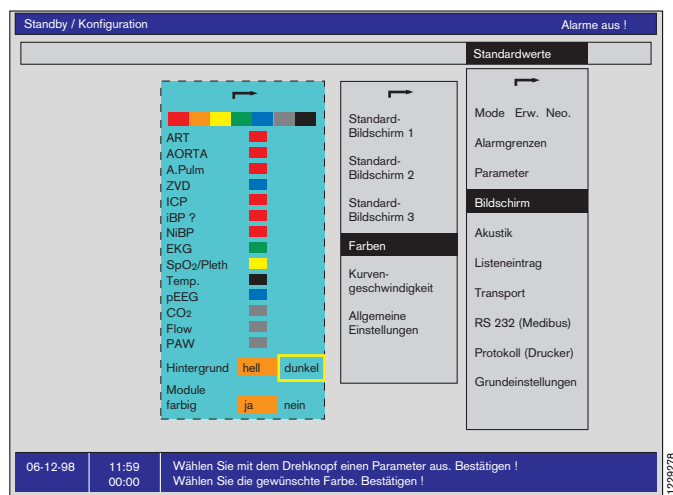 Standby / Konfiguration
Alarme aus !
Standardwerte
ART
AORTA
A.Pulm
ZVD
ICP
iBP ?
NiBP
EKG
SpO2/Pleth
Temp.
pEEG
CO2
Flow
PAW
Hintergrund hell dunkel
Module
farbig ja nein
Standard-
Bildschirm 1
Standard-
Bildschirm 2
Standard-
Bildschirm 3
Farben
Kurven-
geschwindigkeit
Allgemeine
Einstellungen
Mode Erw. Neo.
Alarmgrenzen
Parameter
Bildschirm
Akustik
Listeneintrag
Transport
RS 232 (Medibus)
Protokoll (Drucker)
Grundeinstellungen
06-12-98
11:59
00:00
Wählen Sie mit dem Drehknopf einen Parameter aus. Bestätigen !
Wählen Sie die gewünschte Farbe. Bestätigen !
1229278